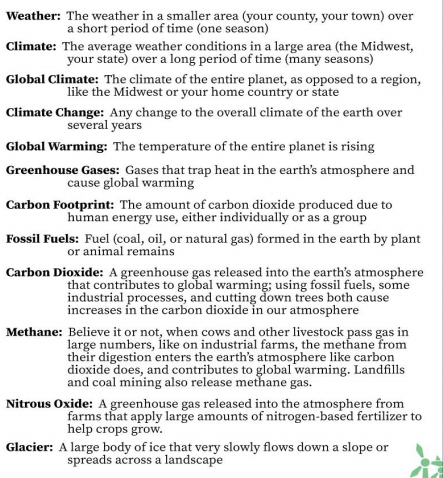 Weather: The weather in a smaller area (your county, your town) over
a short period of time (one season)
Climate: The average weather conditions in a large area (the Midwest,
your state) over a long period of time (many seasons)
Global Climate: The climate of the entire planet, as opposed to a region,
like the Midwest or your home country or state
Climate Change: Any change to the overall climate of the earth over
several years
Global Warming: The temperature of the entire planet is rising
Greenhouse Gases: Gases that trap heat in the earth's atmosphere and
cause global warming
Carbon Footprint: The amount of carbon dioxide produced due to
human energy use, either individually or as a group
Fossil Fuels: Fuel (coal, oil, or natural gas) formed in the earth by plant
or animal remains
Carbon Dioxide: A greenhouse gas released into the earth's atmosphere
that contributes to global warming; using fossil fuels, some
industrial processes, and cutting down trees both cause
increases in the carbon dioxide in our atmosphere
Methane: Believe it or not, when cows and other livestock pass gas in
large numbers, like on industrial farms, the methane from
their digestion enters the earth's atmosphere like carbon
dioxide does, and contributes to global warming. Landfills
and coal mining also release methane gas.
Nitrous Oxide: A greenhouse gas released into the atmosphere from
farms that apply large amounts of nitrogen-based fertilizer to
help crops grow.
Glacier: A large body of ice that very slowly flows down a slope or
spreads across a landscape